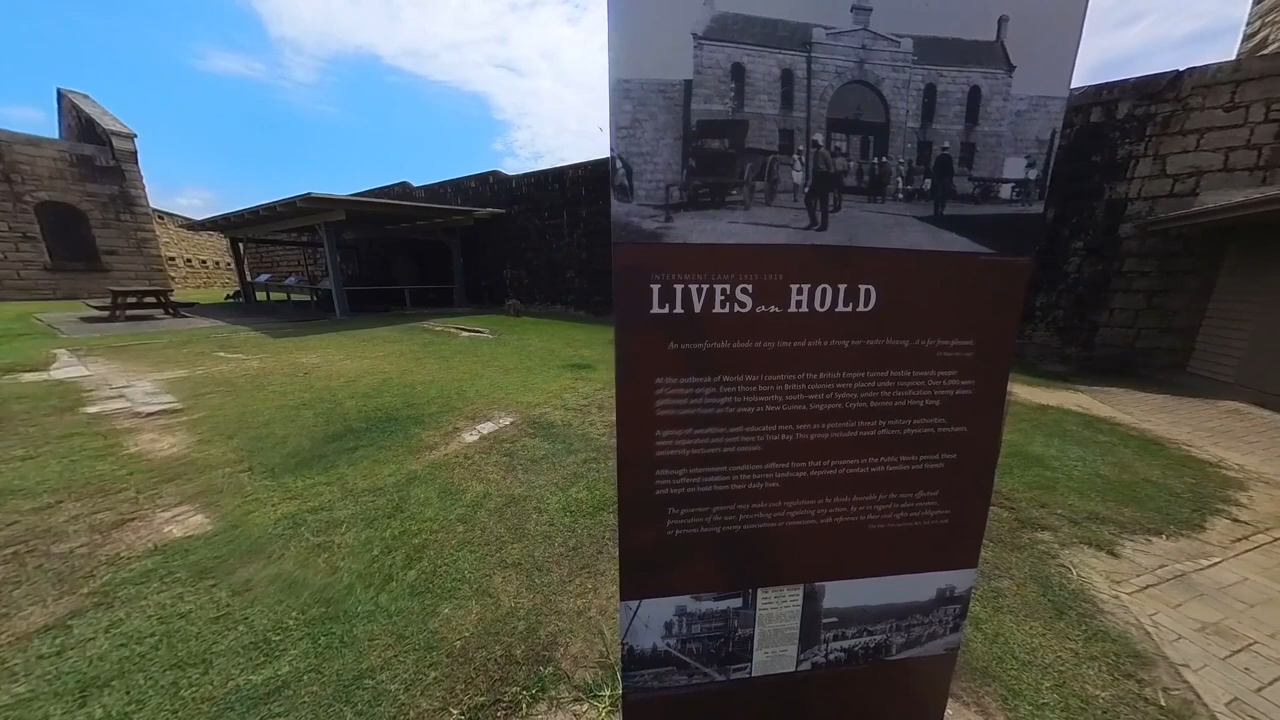 INTERNMENT CAMP 1915-1919
LIVES on HOLD
An uncomfortable abode at any time and with a strong nor-easter blowing...it is far from pleasant.
At the outbreak of World War I countries of the British Empire turned hostile towards people
of German origin. Even those born in British colonies were placed under suspicion. Over 6,000 were
gathered and brought to Holsworthy, south-west of Sydney, under the classification 'enemy aliens'.
Some came from as far away as New Guinea, Singapore, Ceylon, Borneo and Hong Kong.
A group of wealthier, well-educated men, seen as a potential threat by military authorities,
were separated and sent here to Trial Bay. This group included naval officers, physicians, merchants,
university lecturers and consuls.
Although internment conditions differed from that of prisoners in the Public Works period, these
men suffered isolation in the barren landscape, deprived of contact with families and friends
and kept on hold from their daily lives.
The governor-general may make such regulations as he thinks desirable for the more effectual
prosecution of the war, prescribing and regulating any action, by or in regard to alien enemies,
or persons having enemy associations or connections, with reference to their civil rights and obligations